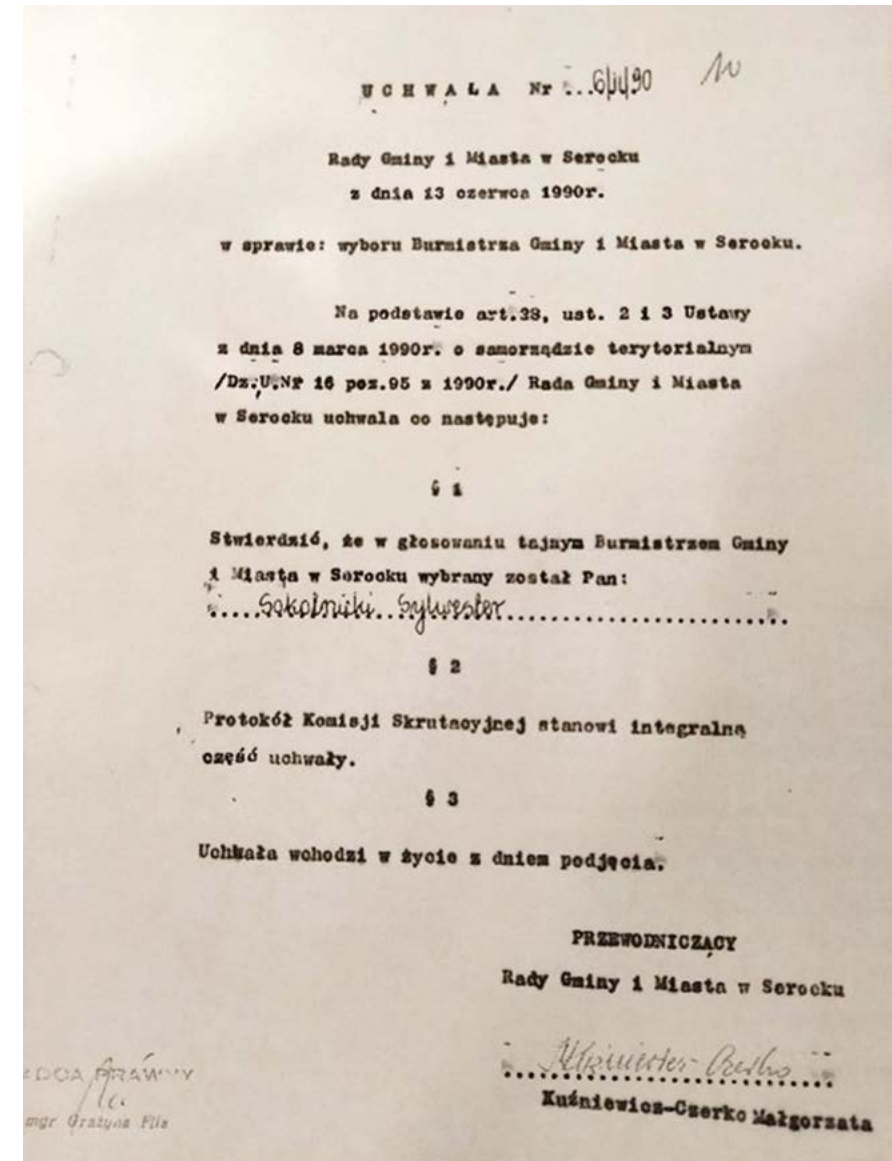 UCHWAŁA Nr ...6/II/90 10
Rady Gminy i Miasta w Serocku
z dnia 13 czerwca 1990r.
w sprawie: wyboru Burmistrza Gminy i Miasta w Serocku.
Na podstawie art.28, ust. 2 i 3 Ustawy
z dnia 8 marca 1990r. o samorządzie terytorialnym
/Dz.U.Nr 16 poz.95 z 1990r./ Rada Gminy i Miasta
w Serocku uchwala co następuje:
§ 1
Stwierdzić, że w głosowaniu tajnym Burmistrzem Gminy
i Miasta w Serocku wybrany został Pan:
.....Sokolnicki..Sylwester............................
§ 2
Protokół Komisji Skrutacyjnej stanowi integralną
część uchwały.
§ 3
Uchwała wchodzi w życie z dniem podjęcia.
PRZEWODNICZĄCY
Rady Gminy i Miasta w Serocku
Kuźniewicz-Czerko Małgorzata
RADCA PRAWNY
mgr Grażyna Flis